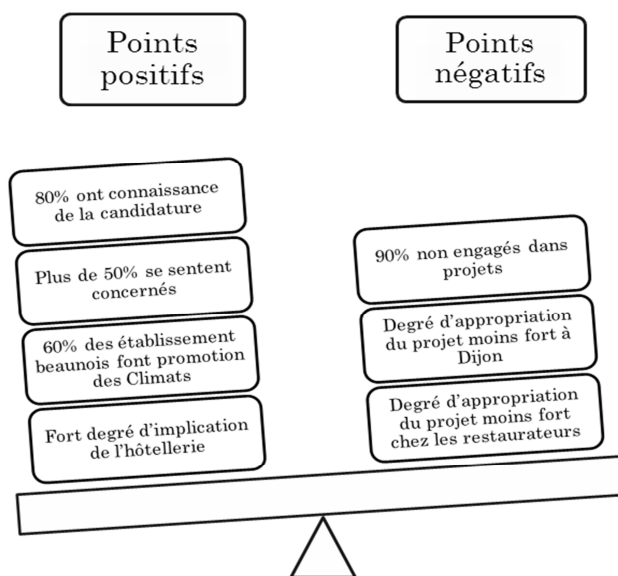 Points
positifs
Points
négatifs
80% ont connaissance
de la candidature
Plus de 50% se sentent
concernés
60% des établissement
beaunois font promotion
des Climats
Fort degré d'implication
de l'hôtellerie
90% non engagés dans
projets
Degré d'appropriation
du projet moins fort à
Dijon
Degré d'appropriation
du projet moins fort
chez les restaurateurs